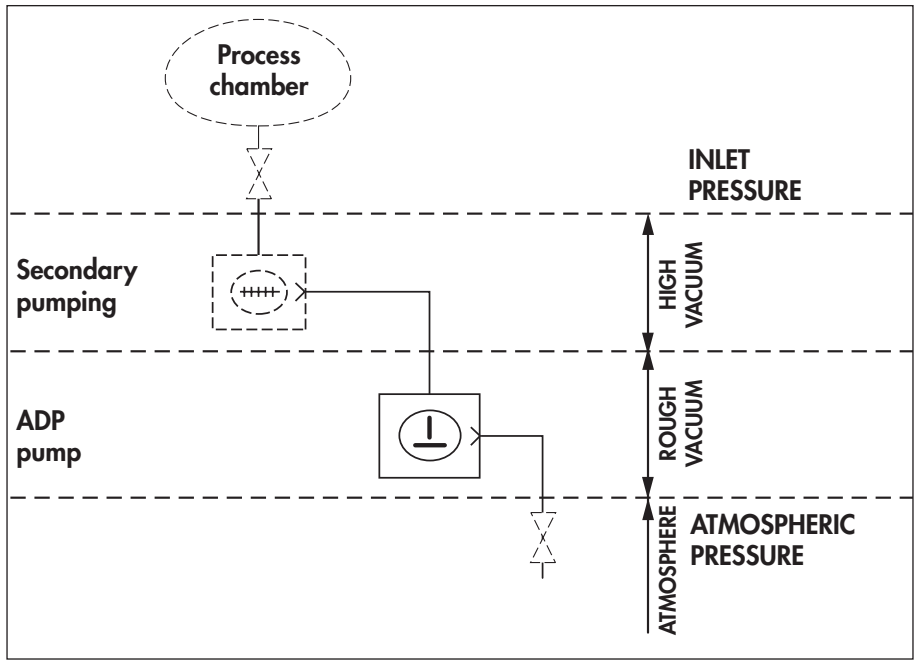 Process
chamber
INLET
PRESSURE
Secondary
pumping
HIGH
VACUUM
ADP
pump
ROUGH
VACUUM
ATMOSPHERE
ATMOSPHERIC
PRESSURE